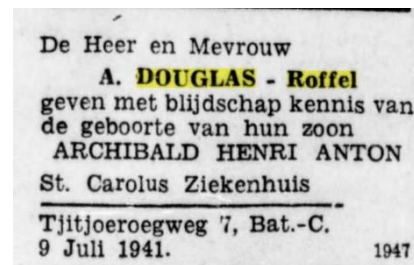 De Heer en Mevrouw
A. DOUGLAS - Roffel
geven met blijdschap kennis van
de geboorte van hun zoon
ARCHIBALD HENRI ANTON
St. Carolus Ziekenhuis
Tjitjoeroegweg 7, Bat.-C.
9 Juli 1941. 1947